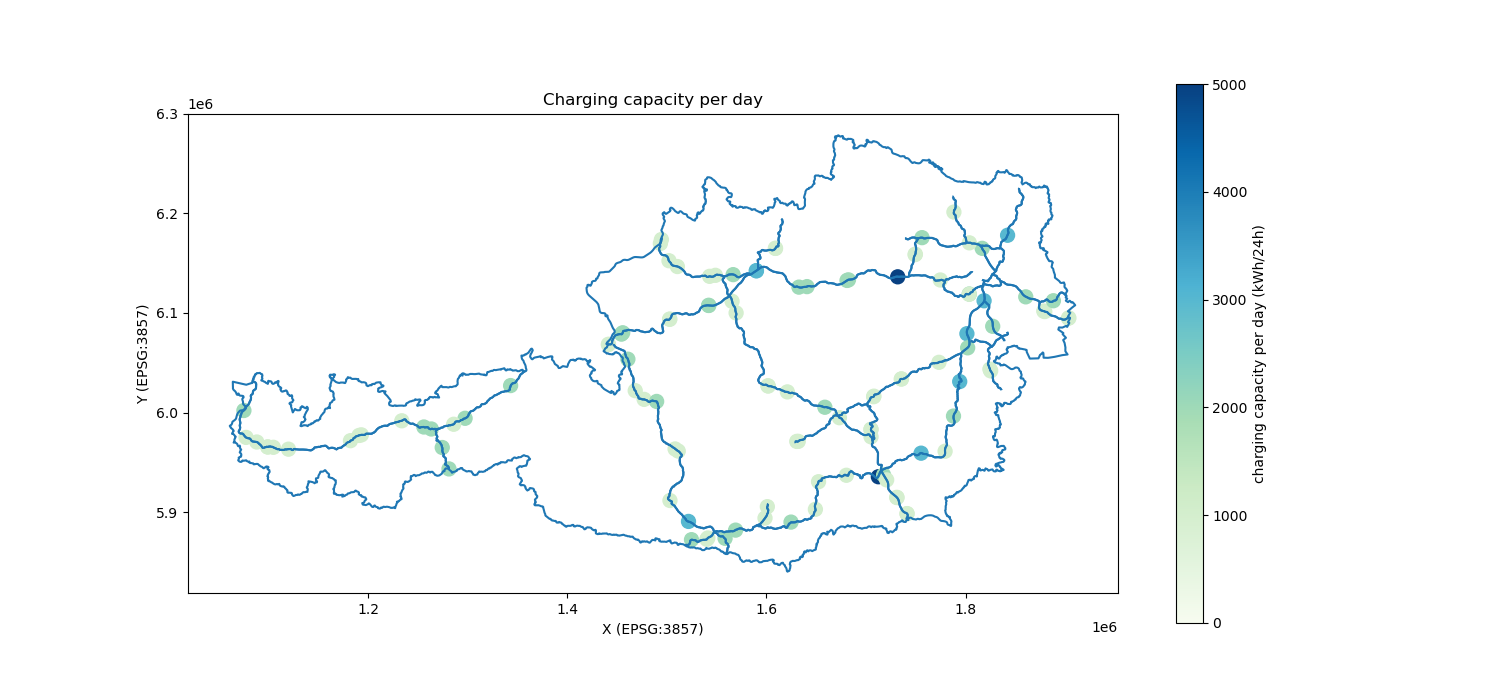 Charging capacity per day
1e6
6.3
6.2
6.1
6.0
5.9
Y (EPSG:3857)
1.2
1.4
1.6
1.8
1e6
X (EPSG:3857)
5000
4000
3000
2000
1000
0
charging capacity per day (kWh/24h)